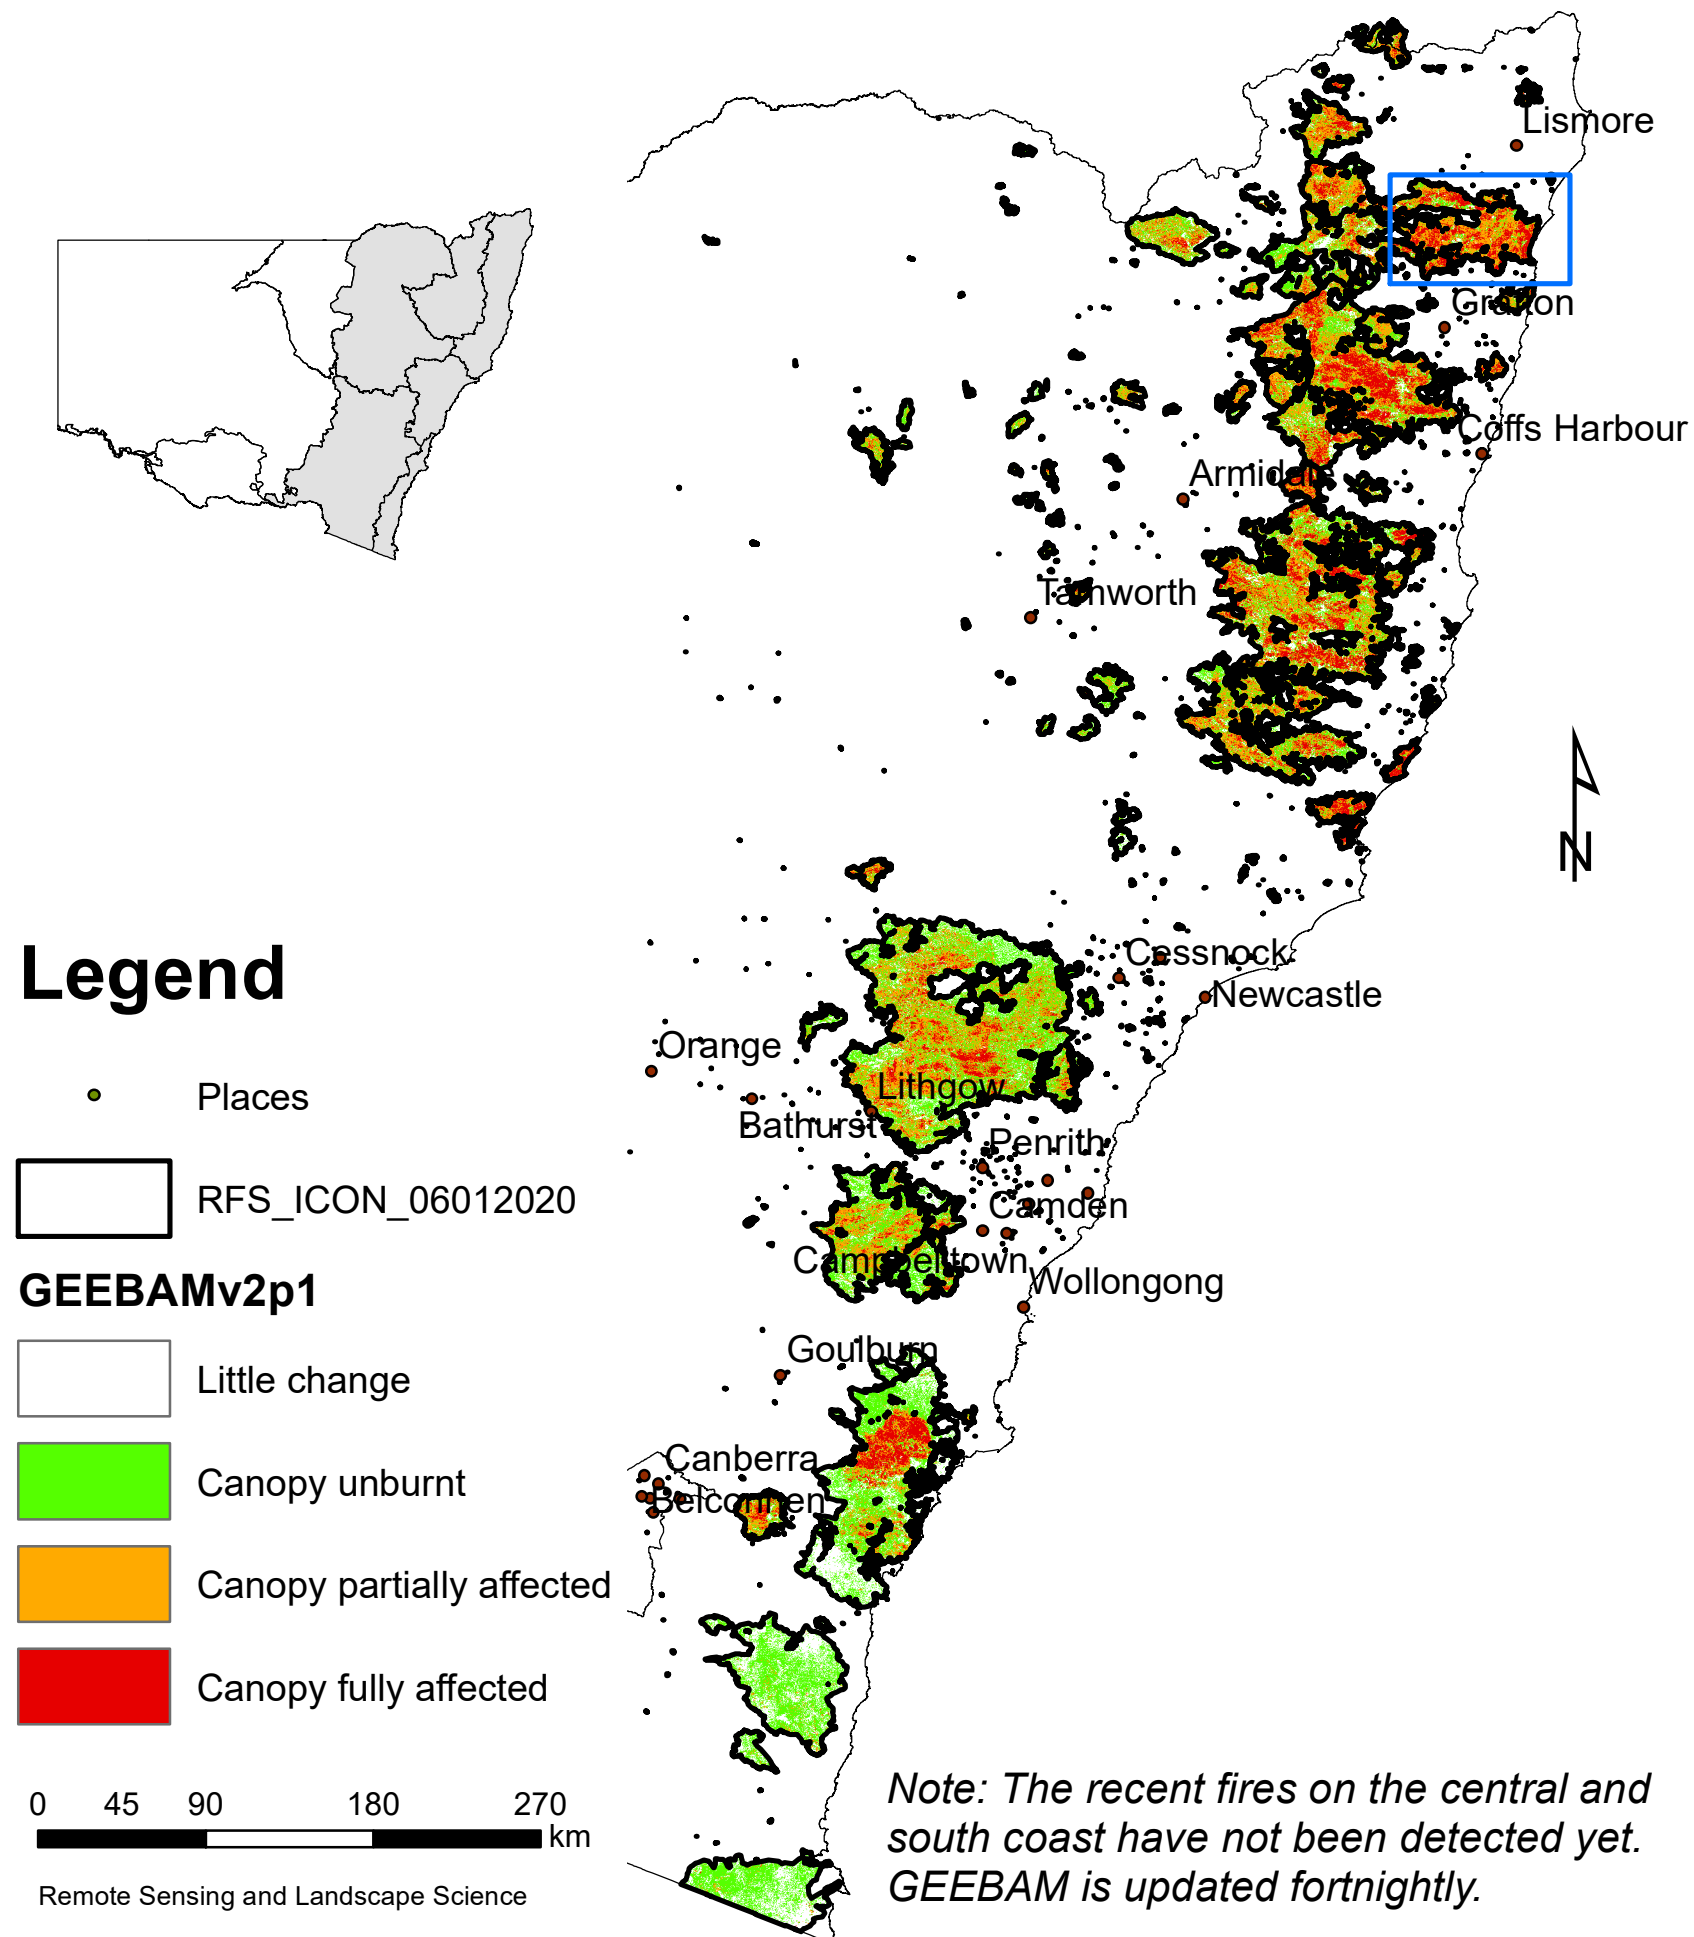 Lismore
Grafton
Coffs Harbour
Armidale
Tamworth
N
Cessnock
Newcastle
Orange
Lithgow
Bathurst
Penrith
Camden
Campbelltown
Wollongong
Goulburn
Canberra
Belconnen
Legend
Places
RFS_ICON_06012020
GEEBAMv2p1
Little change
Canopy unburnt
Canopy partially affected
Canopy fully affected
0 45 90 180 270
km
Remote Sensing and Landscape Science
Note: The recent fires on the central and
south coast have not been detected yet.
GEEBAM is updated fortnightly.